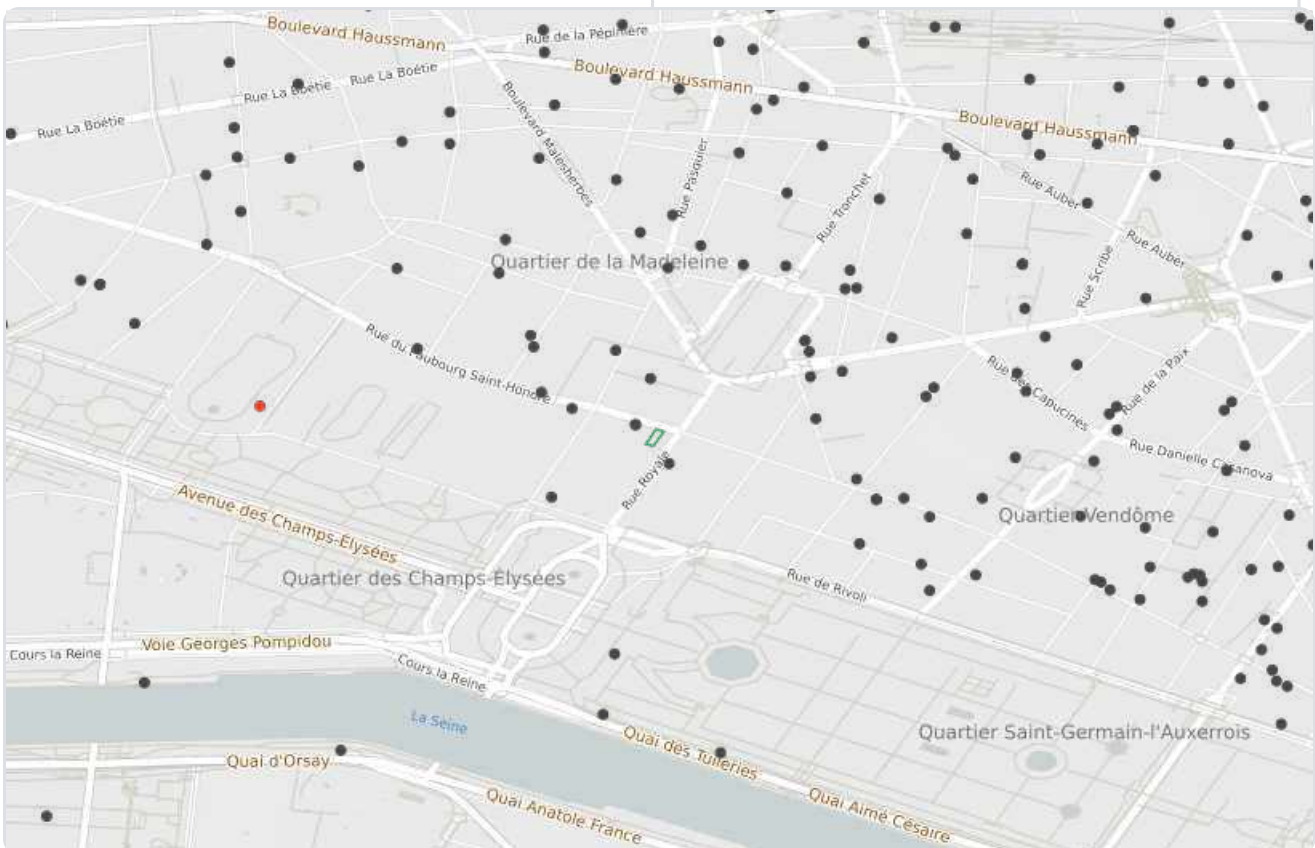 Boulevard Haussmann
Rue de la Pépinière
Rue La Boétie
Rue La Boétie
Rue La Boétie
Boulevard Haussmann
Boulevard Malesherbes
Rue Pasquier
Boulevard Haussmann
Rue Tronchet
Rue Auber
Rue Auber
Rue Scribe
Quartier de la Madeleine
Rue du Faubourg Saint-Honoré
Rue des Capucines
Rue de la Paix
Rue Danielle Casanova
Rue Royale
Avenue des Champs-Elysées
Quartier Vendôme
Quartier des Champs-Elysées
Rue de Rivoli
Voie Georges Pompidou
Cours la Reine
Cours la Reine
La Seine
Quai des Tuileries
Quartier Saint-Germain-l'Auxerrois
Quai d'Orsay
Quai Anatole France
Quai Aimé Césaire